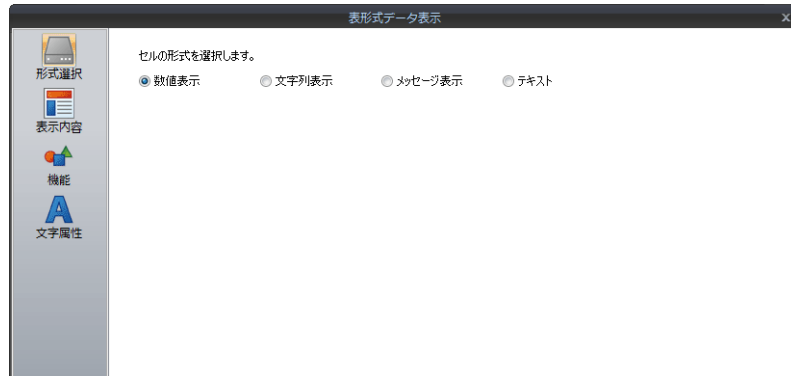 表形式データ表示
x
形式選択
表示内容
機能
文字属性
セルの形式を選択します。
数値表示 文字列表示 メッセージ表示 テキスト